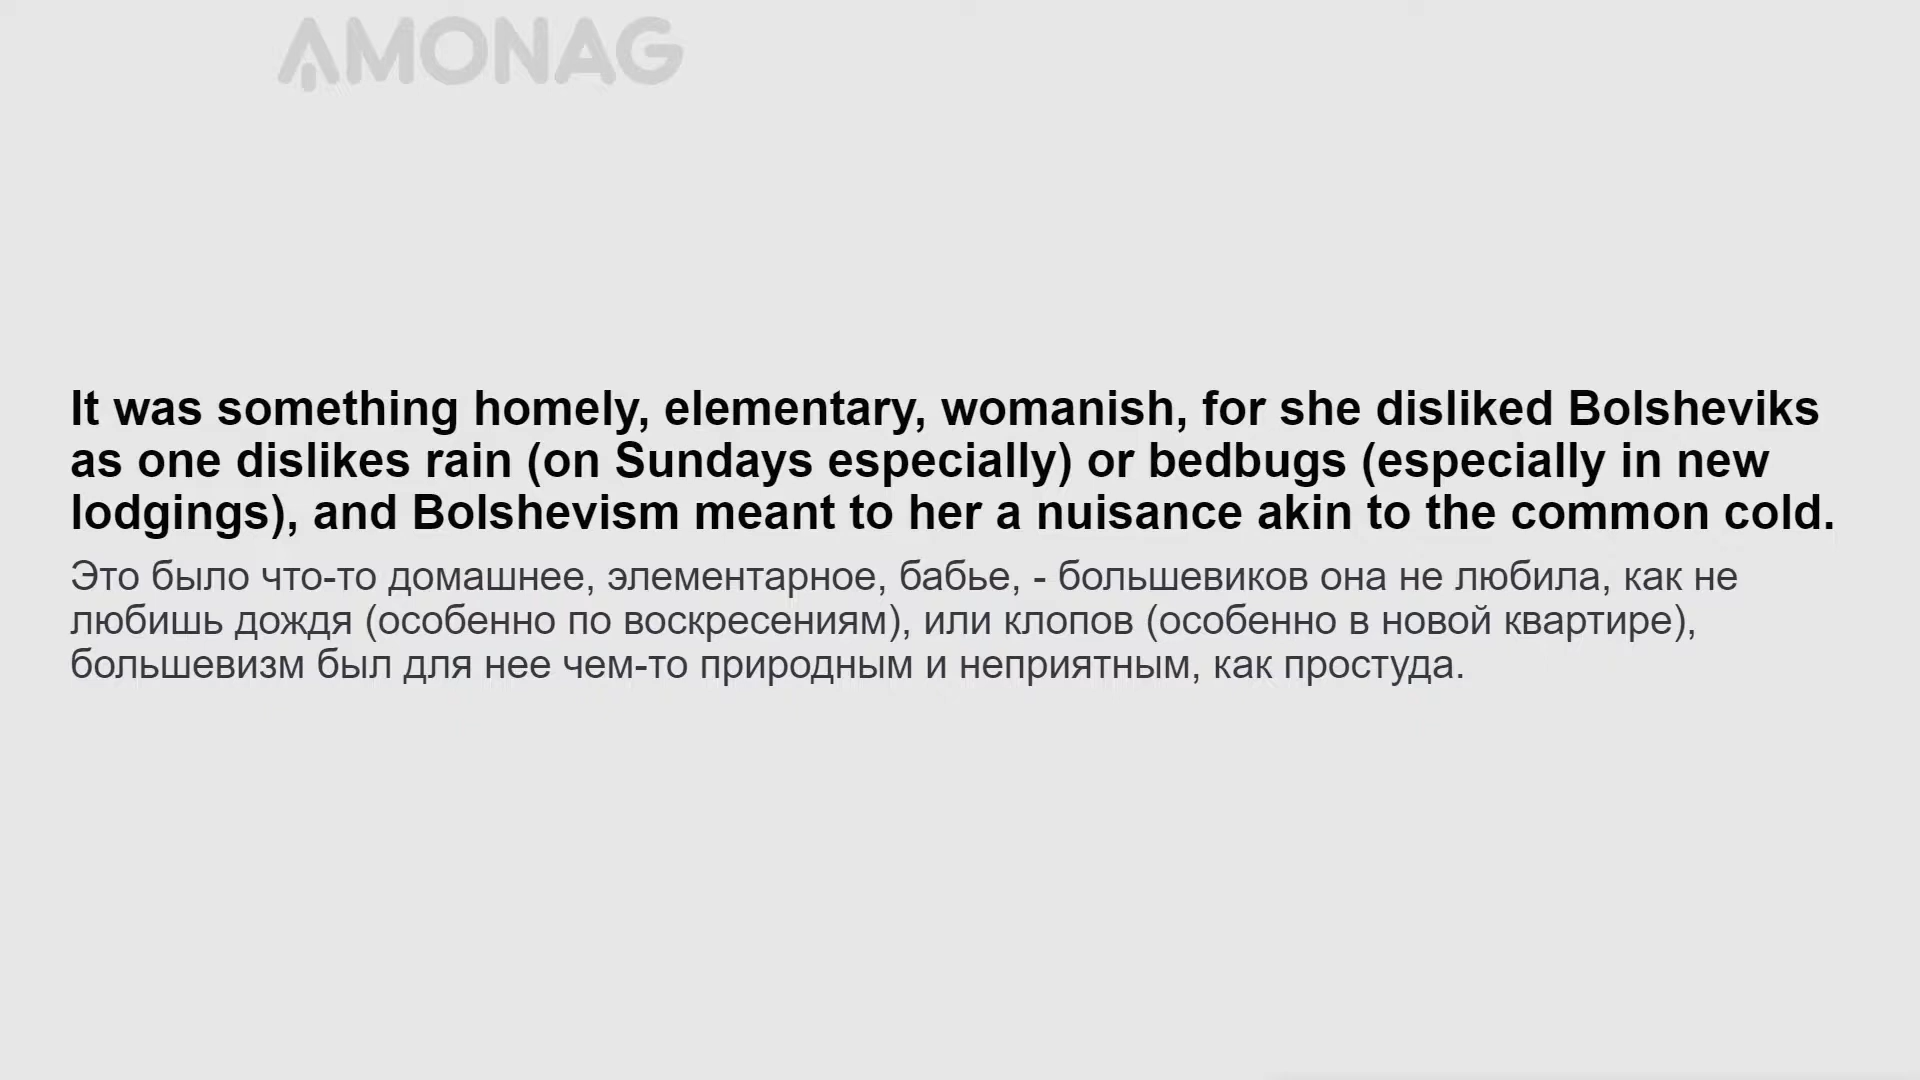 AMONAG
It was something homely, elementary, womanish, for she disliked Bolsheviks
as one dislikes rain (on Sundays especially) or bedbugs (especially in new
lodgings), and Bolshevism meant to her a nuisance akin to the common cold.
Это было что-то домашнее, элементарное, бабье, - большевиков она не любила, как не
любишь дождя (особенно по воскресениям), или клопов (особенно в новой квартире),
большевизм был для нее чем-то природным и неприятным, как простуда.